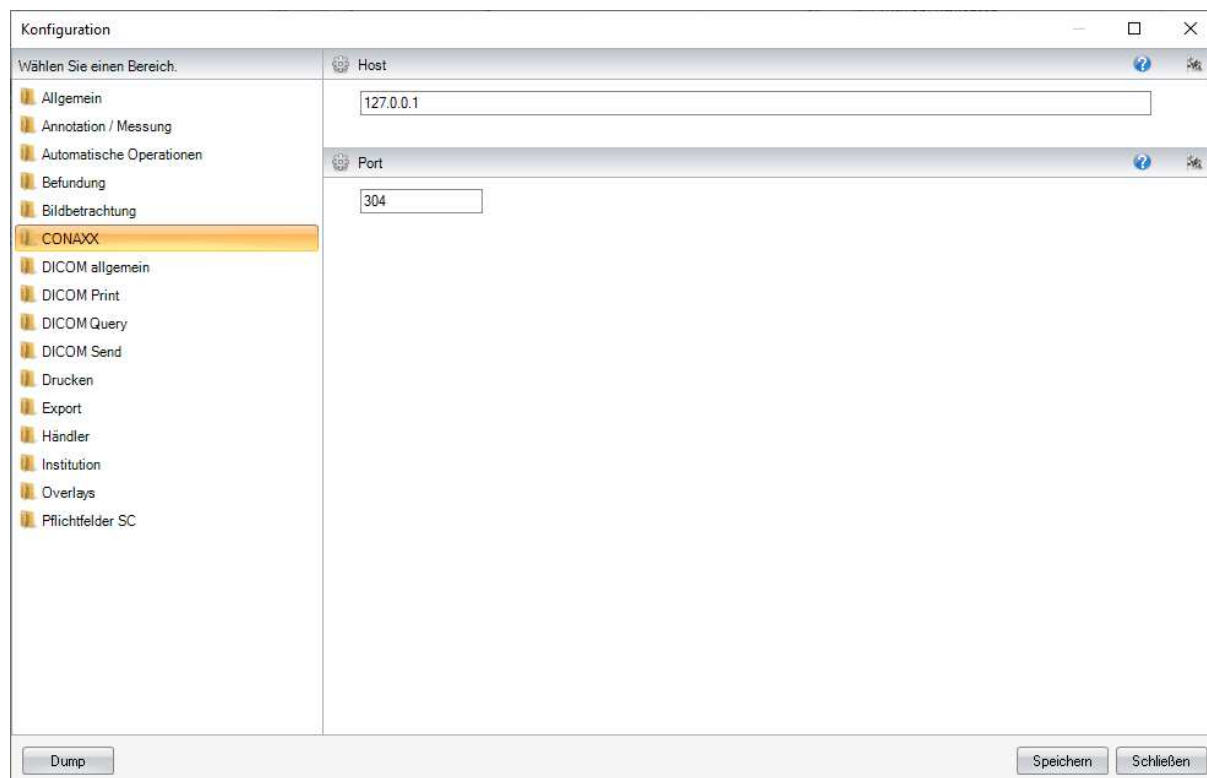 Konfiguration
Wählen Sie einen Bereich.
Allgemein
Annotation / Messung
Automatische Operationen
Befundung
Bildbetrachtung
CONAXX
DICOM allgemein
DICOM Print
DICOM Query
DICOM Send
Drucken
Export
Händler
Institution
Overlays
Pflichtfelder SC
Host
127.0.0.1
Port
304
Dump
Speichern
Schließen